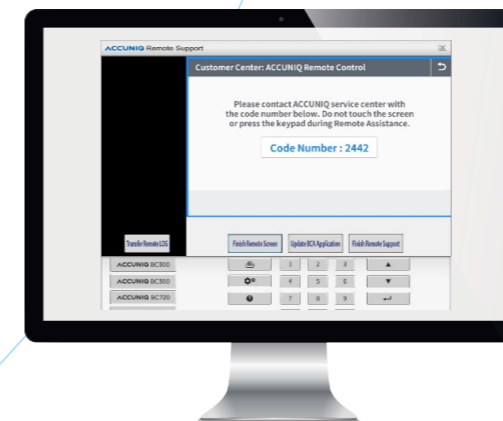 ACCUNIQ Remote Support
Customer Center: ACCUNIQ Remote Control
Please contact ACCUNIQ service center with
the code number below. Do not touch the screen
or press the keypad during Remote Assistance.
Code Number : 2442
Transfer Remote LOG
Finish Remote Screen
Update BCA Application
Finish Remote Support
ACCUNIQ BC300
1 2 3
ACCUNIQ
4 5 6
ACCUNIQ BC720
7 8 9